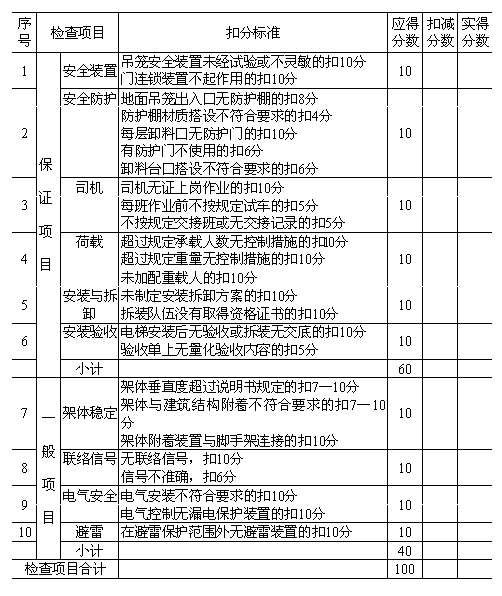 序号 检查项目 扣分标准 应得分数 扣减分数 实得分数
保证项目
1 安全装置 吊笼安全装置未经试验或不灵敏的扣10分 10
门连锁装置不起作用的扣10分
2 安全防护 地面吊笼出入口无防护棚的扣8分 10
防护棚材质搭设不符合要求的扣4分
每层卸料口无防护门的扣10分
有防护门不使用的扣6分
卸料台口搭设不符合要求的扣6分
3 司机 司机无证上岗作业的扣10分 10
每班作业前不按规定试车的扣5分
不按规定交接班或无交接记录的扣5分
4 荷载 超过规定承载人数无控制措施的扣10分 10
超过规定重量无控制措施的扣10分
未加配重载人的扣10分
5 安装与拆卸 未制定安装拆卸方案的扣10分 10
拆装队伍没有取得资格证书的扣10分
6 安装验收 电梯安装后无验收或拆装无交底的扣10分 10
验收单上无量化验收内容的扣5分
小计 60
一般项目
7 架体稳定 架体垂直度超过说明书规定的扣7—10分 10
架体与建筑结构附着不符合要求的扣7—10
分
架体附着装置与脚手架连接的扣10分
8 联络信号 无联络信号，扣10分 10
信号不准确，扣6分
9 电气安全 电气安装不符合要求的扣10分 10
电气控制无漏电保护装置的扣10分
10 避雷 在避雷保护范围外无避雷装置的扣10分 10
小计 40
检查项目合计 100